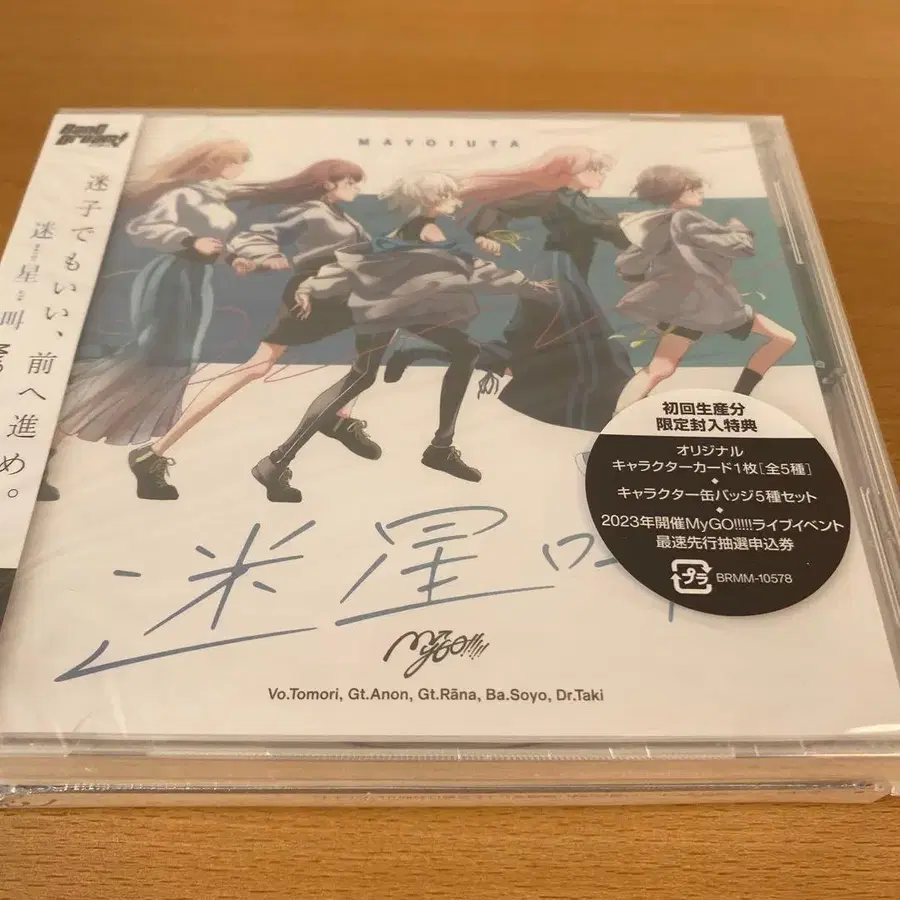 BanG Dream!
迷子でもいい、前へ進め。
迷星叫
MAYOIUTA
初回生産分
限定封入特典
オリジナル
キャラクターカード1枚[全5種]
キャラクター缶バッジ5種セット
2023年開催MyGO!!!!!ライブイベント
最速先行抽選申込券
プラ BRMM-10578
迷星
MyGO!!!!!
Vo.Tomori, Gt.Anon, Gt.Rāna, Ba.Soyo, Dr.Taki